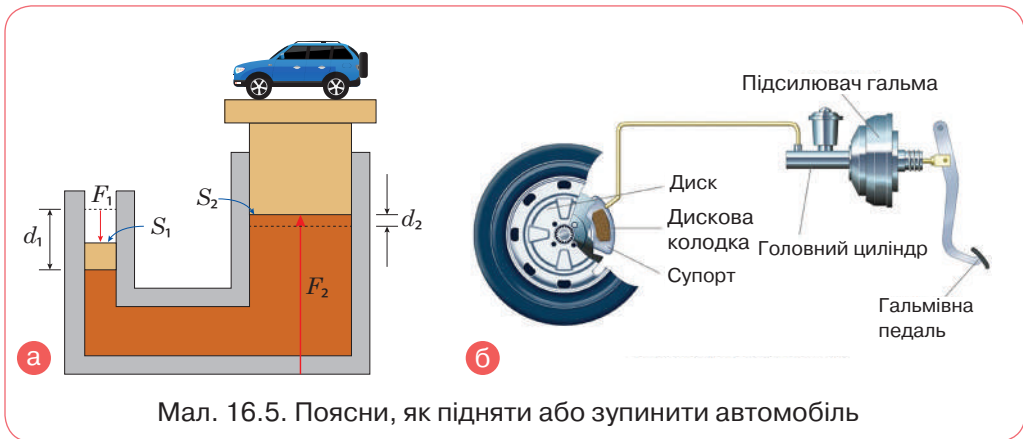 F₁
d₁
S₁
S₂
d₂
F₂
а
Підсилювач гальма
Диск
Дискова
колодка
Супорт
Головний циліндр
Гальмівна
педаль
б
Мал. 16.5. Поясни, як підняти або зупинити автомобіль